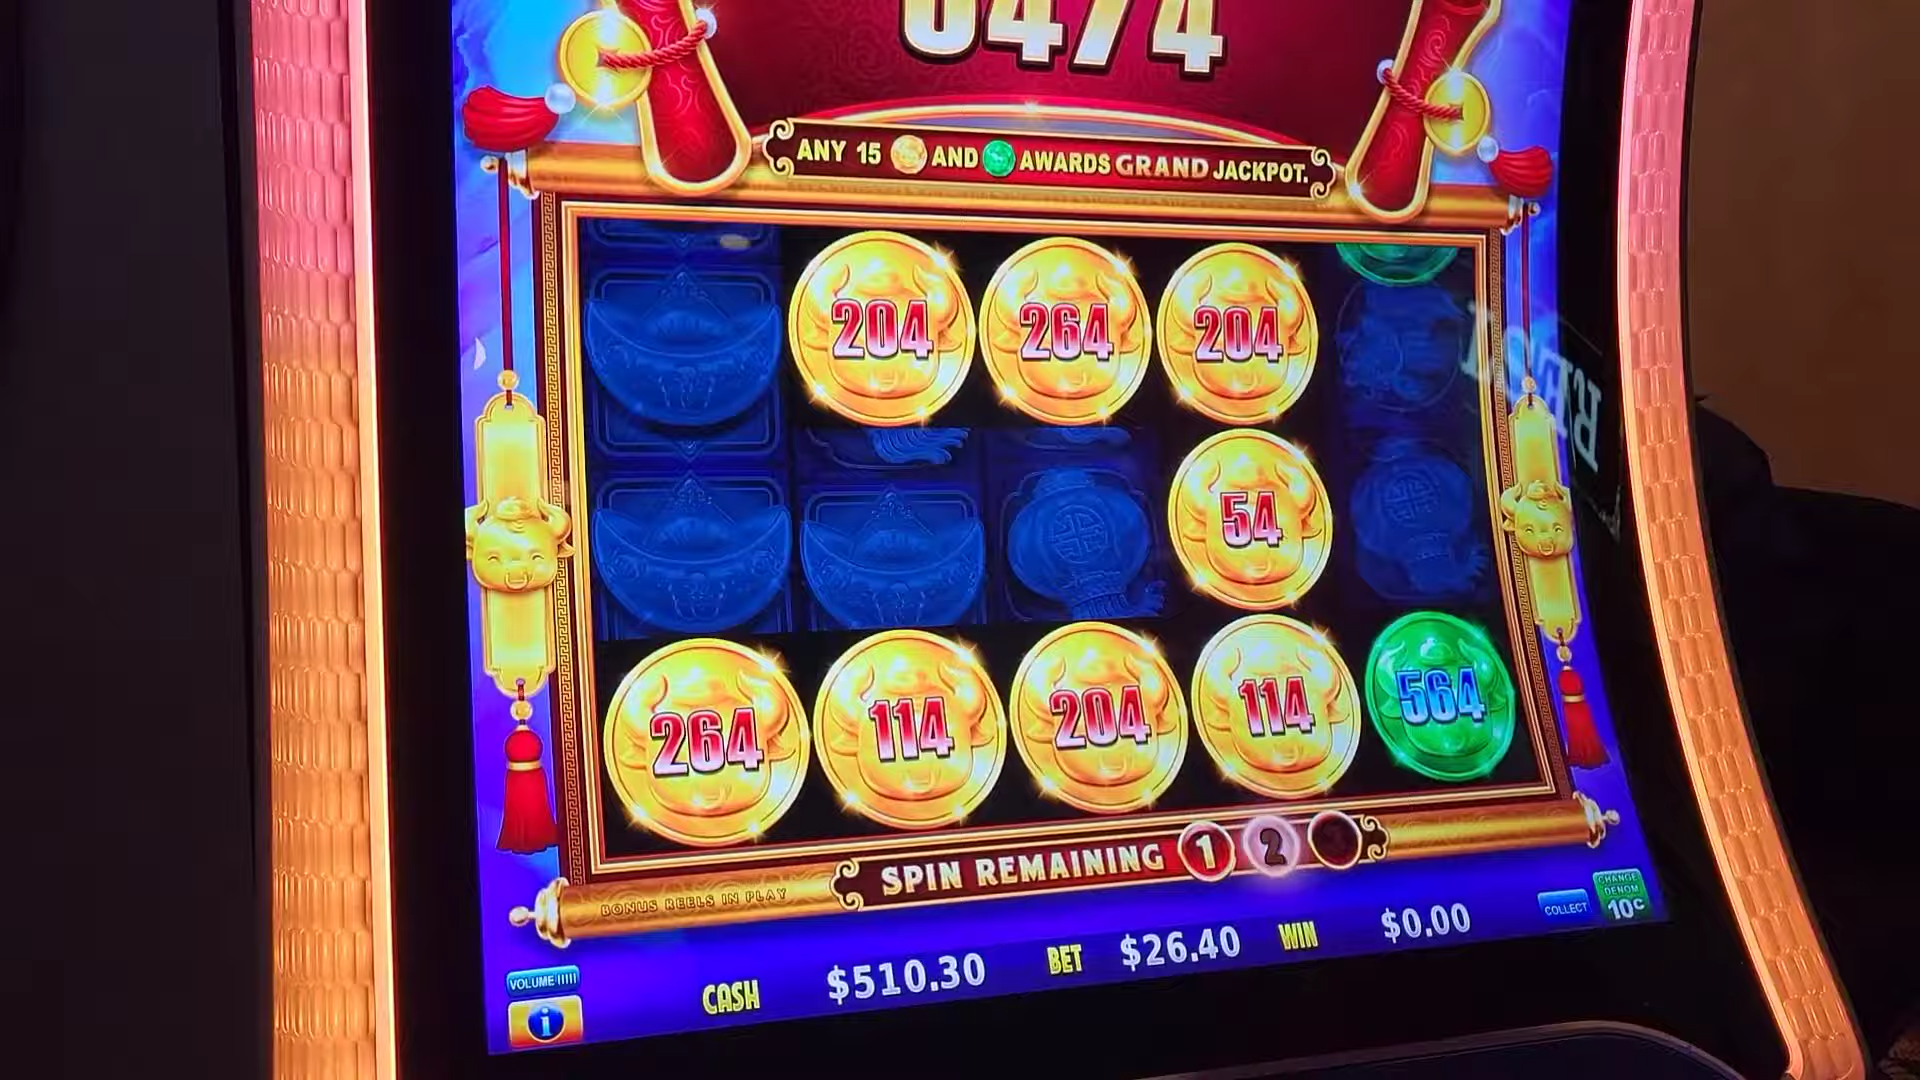 6474
ANY 15 AND AWARDS GRAND JACKPOT.
204 264 204
54
264 114 204 114 564
SPIN REMAINING 1 2
BONUS REELS IN PLAY
CASH $510.30 BET $26.40 WIN $0.00
VOLUME
COLLECT
CHANGE
DENOM
10¢